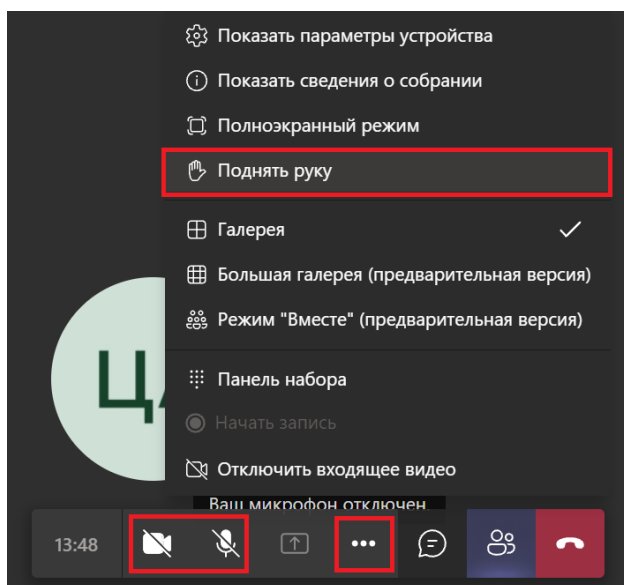 Показать параметры устройства
Показать сведения о собрании
Полноэкранный режим
Поднять руку
Галерея
Большая галерея (предварительная версия)
Режим "Вместе" (предварительная версия)
Панель набора
Начать запись
Отключить входящее видео
Ваш микрофон отключен
13:48